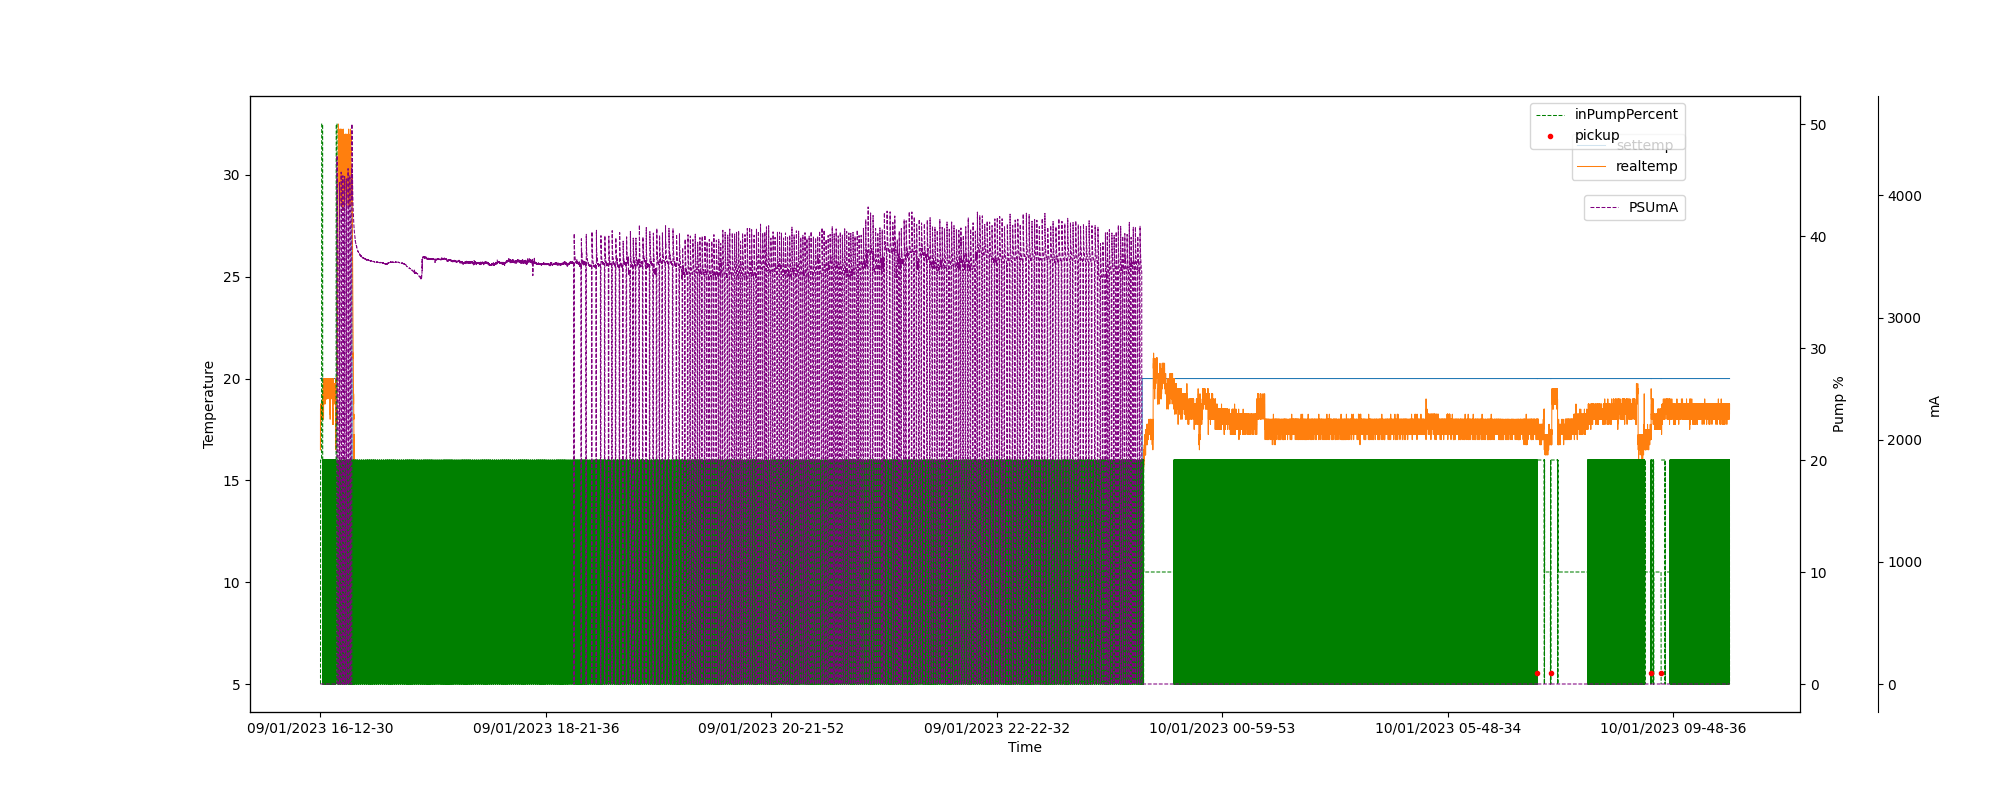 inPumpPercent
pickup
settemp
realtemp
PSUmA
Temperature
30
25
20
15
10
5
50
40
30
20
10
0
Pump %
4000
3000
2000
1000
0
mA
09/01/2023 16-12-30
09/01/2023 18-21-36
09/01/2023 20-21-52
09/01/2023 22-22-32
10/01/2023 00-59-53
10/01/2023 05-48-34
10/01/2023 09-48-36
Time